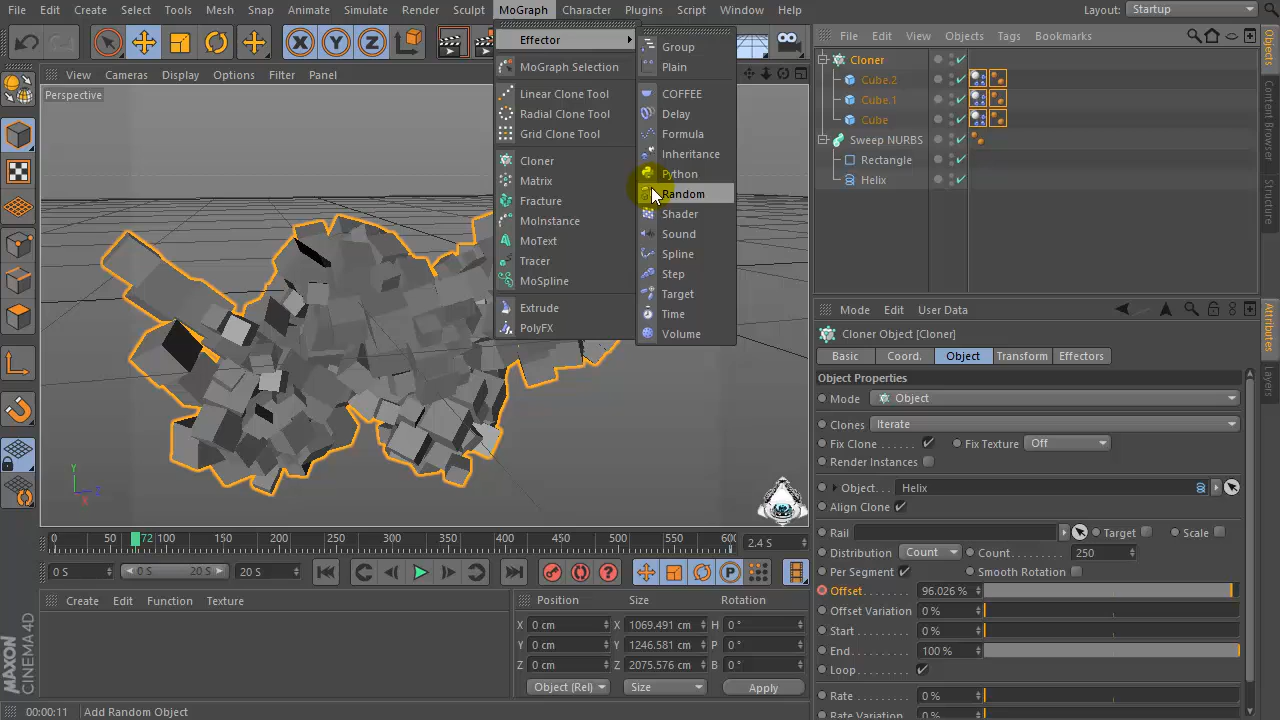 File Edit Create Select Tools Mesh Snap Animate Simulate Render Sculpt MoGraph Character Plugins Script Window Help
Layout: Startup
View Cameras Display Options Filter Panel
Perspective
Effector
MoGraph Selection
Linear Clone Tool
Radial Clone Tool
Grid Clone Tool
Cloner
Matrix
Fracture
MoInstance
MoText
Tracer
MoSpline
Extrude
PolyFX
Group
Plain
COFFEE
Delay
Formula
Inheritance
Python
Random
Shader
Sound
Spline
Step
Target
Time
Volume
File Edit View Objects Tags Bookmarks
Cloner
Cube.2
Cube.1
Cube
Sweep NURBS
Rectangle
Helix
Objects
Content Browser
Structure
Mode Edit User Data
Cloner Object [Cloner]
Basic Coord. Object Transform Effectors
Object Properties
Mode Object
Clones Iterate
Fix Clone Fix Texture Off
Render Instances
Object Helix
Align Clone
Rail Target Scale
Distribution Count Count 250
Per Segment Smooth Rotation
Offset 96.026 %
Offset Variation 0 %
Start 0 %
End 100 %
Loop
Rate 0 %
Rate Variation 0 %
Attributes
Layers
Y
0 50 72 100 150 200 250 300 350 400 450 500 550 600
2.4 S
0 S 0 S 20 S 20 S
Create Edit Function Texture
Position Size Rotation
X 0 cm X 1069.491 cm H 0 °
Y 0 cm Y 1246.581 cm P 0 °
Z 0 cm Z 2075.576 cm B 0 °
Object (Rel) Size Apply
MAXON
CINEMA 4D
00:00:11 Add Random Object